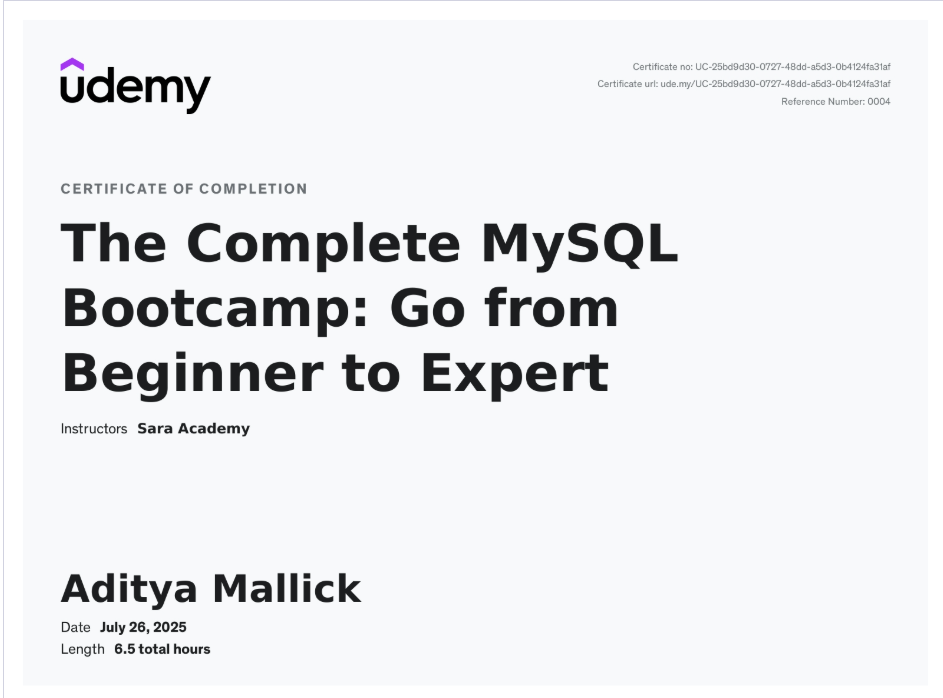 udemy
Certificate no: UC-25bd9d30-0727-48dd-a5d3-0b4124fa31af
Certificate url: ude.my/UC-25bd9d30-0727-48dd-a5d3-0b4124fa31af
Reference Number: 0004
CERTIFICATE OF COMPLETION
The Complete MySQL
Bootcamp: Go from
Beginner to Expert
Instructors Sara Academy
Aditya Mallick
Date July 26, 2025
Length 6.5 total hours